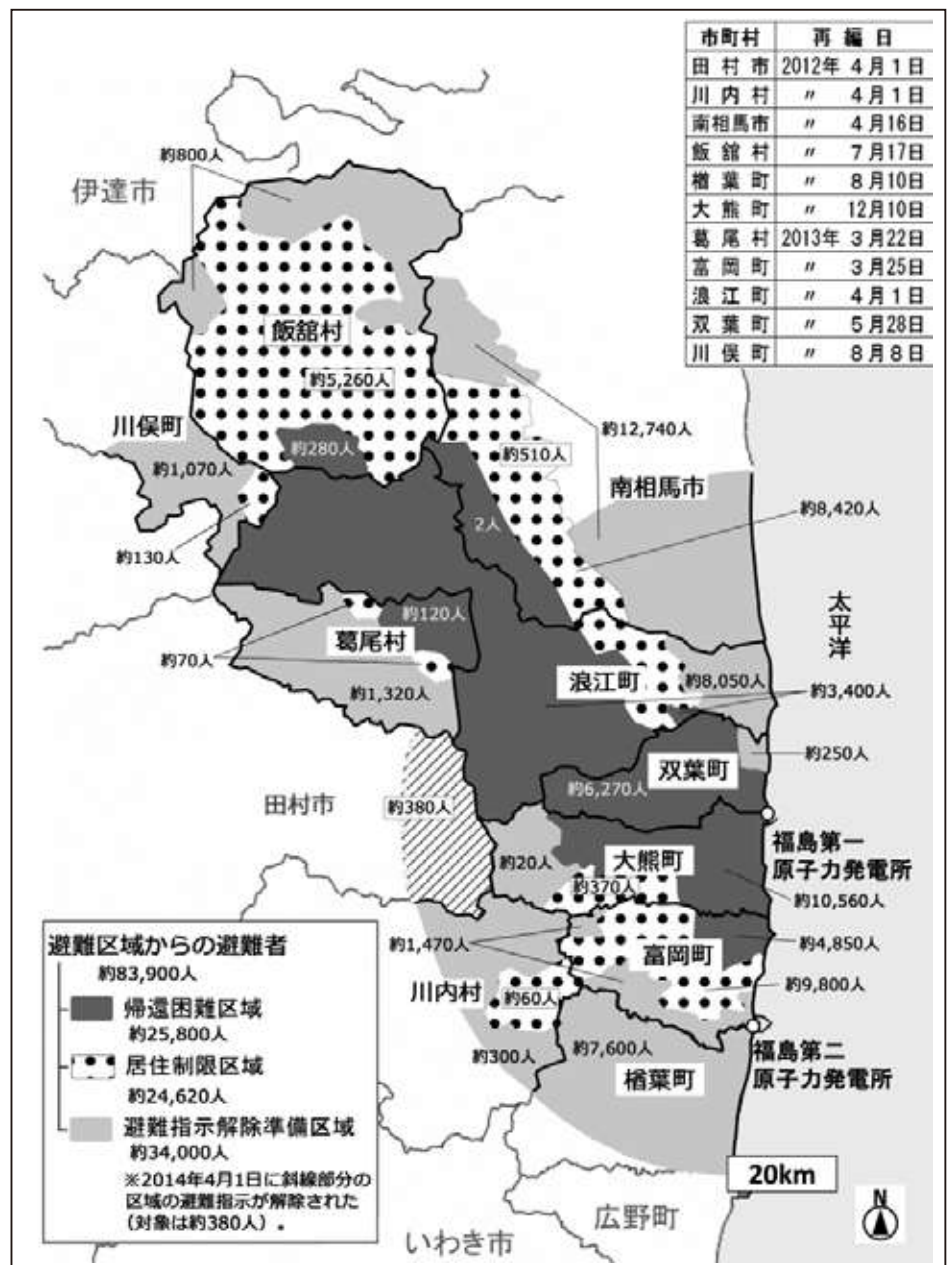 市町村 再編日
田村市 2012年 4月1日
川内村 〃 4月1日
南相馬市 〃 4月16日
飯舘村 〃 7月17日
楢葉町 〃 8月10日
大熊町 〃 12月10日
葛尾村 2013年 3月22日
富岡町 〃 3月25日
浪江町 〃 4月1日
双葉町 〃 5月28日
川俣町 〃 8月8日
約800人
伊達市
飯舘村
約5,260人
川俣町
約12,740人
約280人
約510人
約1,070人
南相馬市
約8,420人
2人
約130人
太平洋
約120人
葛尾村
約70人
浪江町
約8,050人
約3,400人
約1,320人
双葉町
約250人
約6,270人
田村市
約380人
福島第一
原子力発電所
大熊町
約20人
約370人
約10,560人
約1,470人
富岡町
約4,850人
川内村
約60人
約9,800人
約300人
約7,600人
福島第二
原子力発電所
楢葉町
避難区域からの避難者
約83,900人
帰還困難区域
約25,800人
居住制限区域
約24,620人
避難指示解除準備区域
約34,000人
※2014年4月1日に斜線部分の
区域の避難指示が解除された
(対象は約380人)。
20km
N
広野町
いわき市